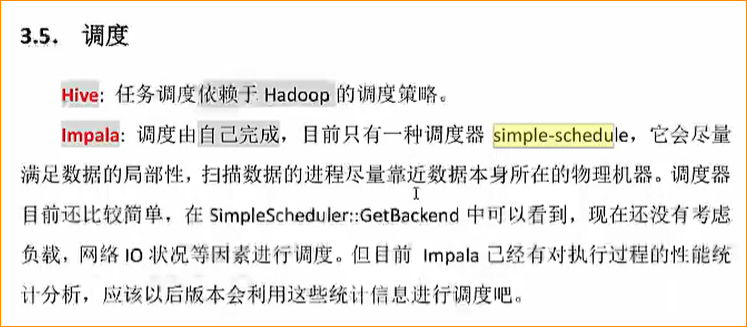 3.5. 调度
Hive: 任务调度依赖于 Hadoop 的调度策略。
Impala: 调度由自己完成，目前只有一种调度器 simple-schedule，它会尽量
满足数据的局部性，扫描数据的进程尽量靠近数据本身所在的物理机器。调度器
目前还比较简单，在 SimpleScheduler::GetBackend 中可以看到，现在还没有考虑
负载，网络 IO 状况等因素进行调度。但目前 Impala 已经有对执行过程的性能统
计分析，应该以后版本会利用这些统计信息进行调度吧。